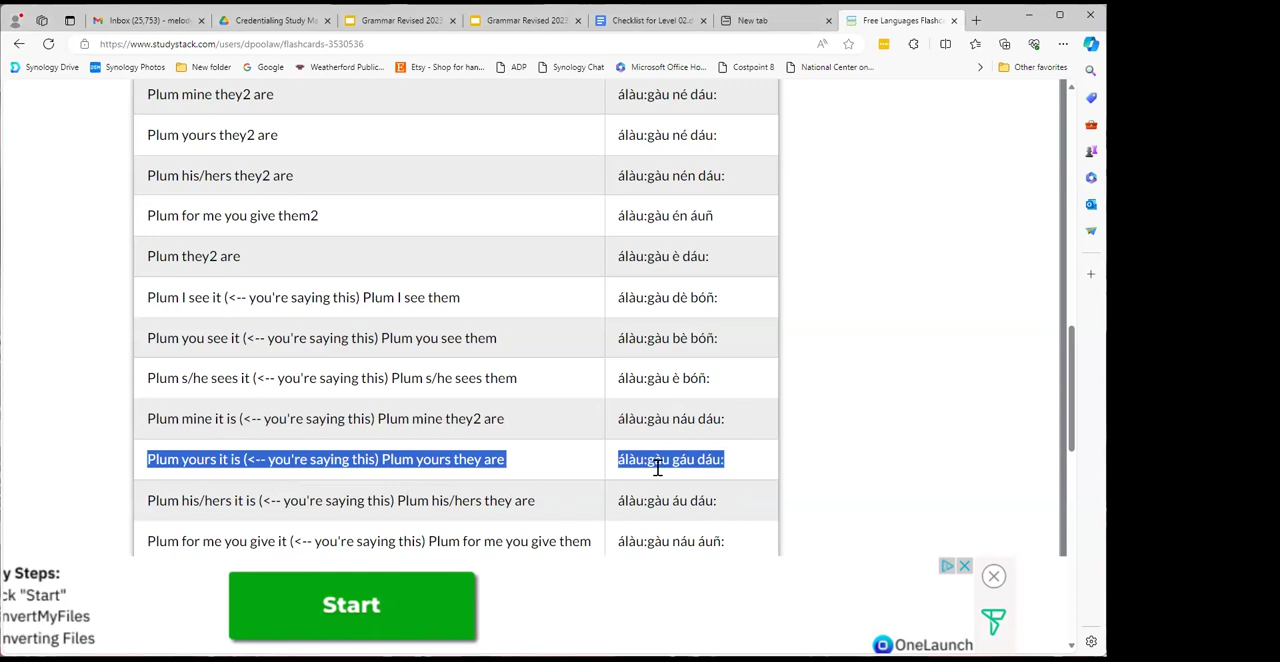 Inbox (25,753) - melod
Credentialing Study Ma
Grammar Revised 2023
Grammar Revised 2023
Checklist for Level 02.d
New tab
Free Languages Flashc
https://www.studystack.com/users/dpoolaw/flashcards-3530536
Synology Drive
Synology Photos
New folder
Google
Weatherford Public...
Etsy - Shop for han...
ADP
Synology Chat
Microsoft Office Ho...
Costpoint 8
National Center on...
Other favorites
Plum mine they2 are álàu:gàu né dáu:
Plum yours they2 are álàu:gàu né dáu:
Plum his/hers they2 are álàu:gàu nén dáu:
Plum for me you give them2 álàu:gàu én áuñ
Plum they2 are álàu:gàu è dáu:
Plum I see it (<-- you're saying this) Plum I see them álàu:gàu dè bóñ:
Plum you see it (<-- you're saying this) Plum you see them álàu:gàu bè bóñ:
Plum s/he sees it (<-- you're saying this) Plum s/he sees them álàu:gàu è bóñ:
Plum mine it is (<-- you're saying this) Plum mine they2 are álàu:gàu náu dáu:
Plum yours it is (<-- you're saying this) Plum yours they are álàu:gàu gáu dáu:
Plum his/hers it is (<-- you're saying this) Plum his/hers they are álàu:gàu áu dáu:
Plum for me you give it (<-- you're saying this) Plum for me you give them álàu:gàu náu áuñ:
y Steps:
ck "Start"
nvertMyFiles
nverting Files
Start
OneLaunch